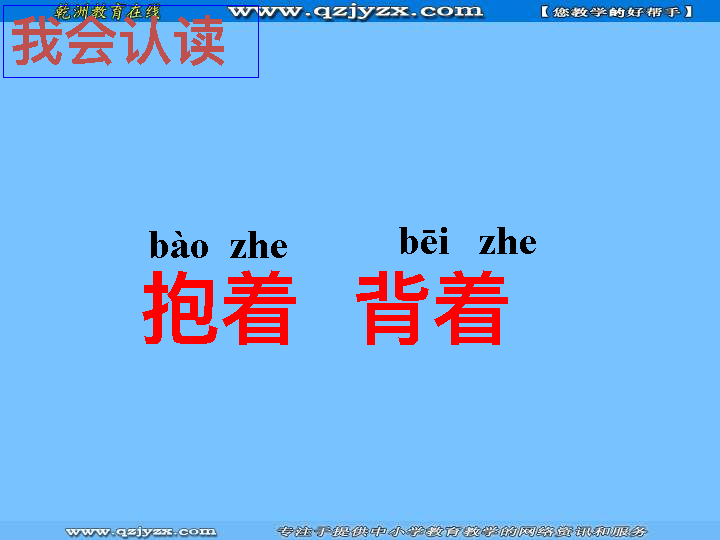 乾洲教育在线 www.qzjyzx.com 【您教学的好帮手】
我会认读
bào zhe bēi zhe
抱着 背着
www.qzjyzx.com 专注于提供中小学教育教学的网络资讯和服务